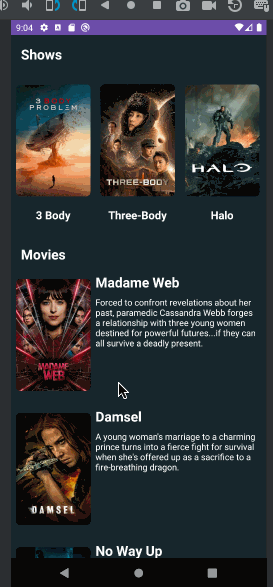 9:04
Shows
3 BODY
PROBLEM
THREE-BODY
HALO
3 Body
Three-Body
Halo
Movies
Madame Web
Forced to confront revelations about her
past, paramedic Cassandra Webb forges
a relationship with three young women
destined for powerful futures...if they can
all survive a deadly present.
MADAME
WEB
Damsel
A young woman's marriage to a charming
prince turns into a fierce fight for survival
when she's offered up as a sacrifice to a
fire-breathing dragon.
DAMSEL
No Way Up